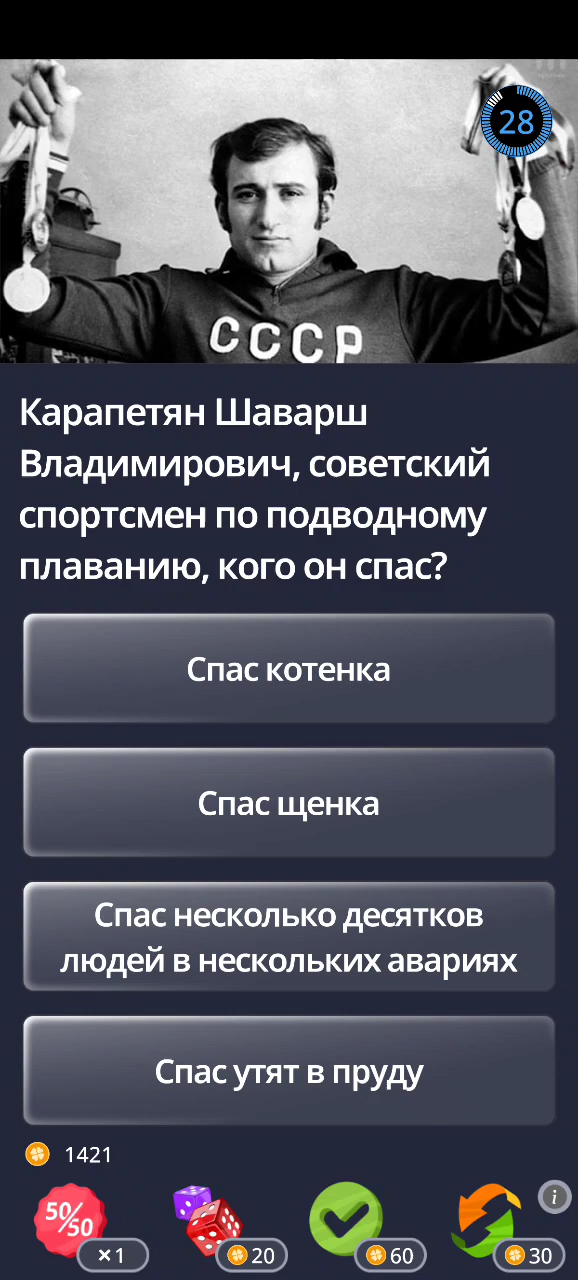 28
СССР
Карапетян Шаварш
Владимирович, советский
спортсмен по подводному
плаванию, кого он спас?
Спас котенка
Спас щенка
Спас несколько десятков
людей в нескольких авариях
Спас утят в пруду
1421
50/50
×1
20
60
30
i